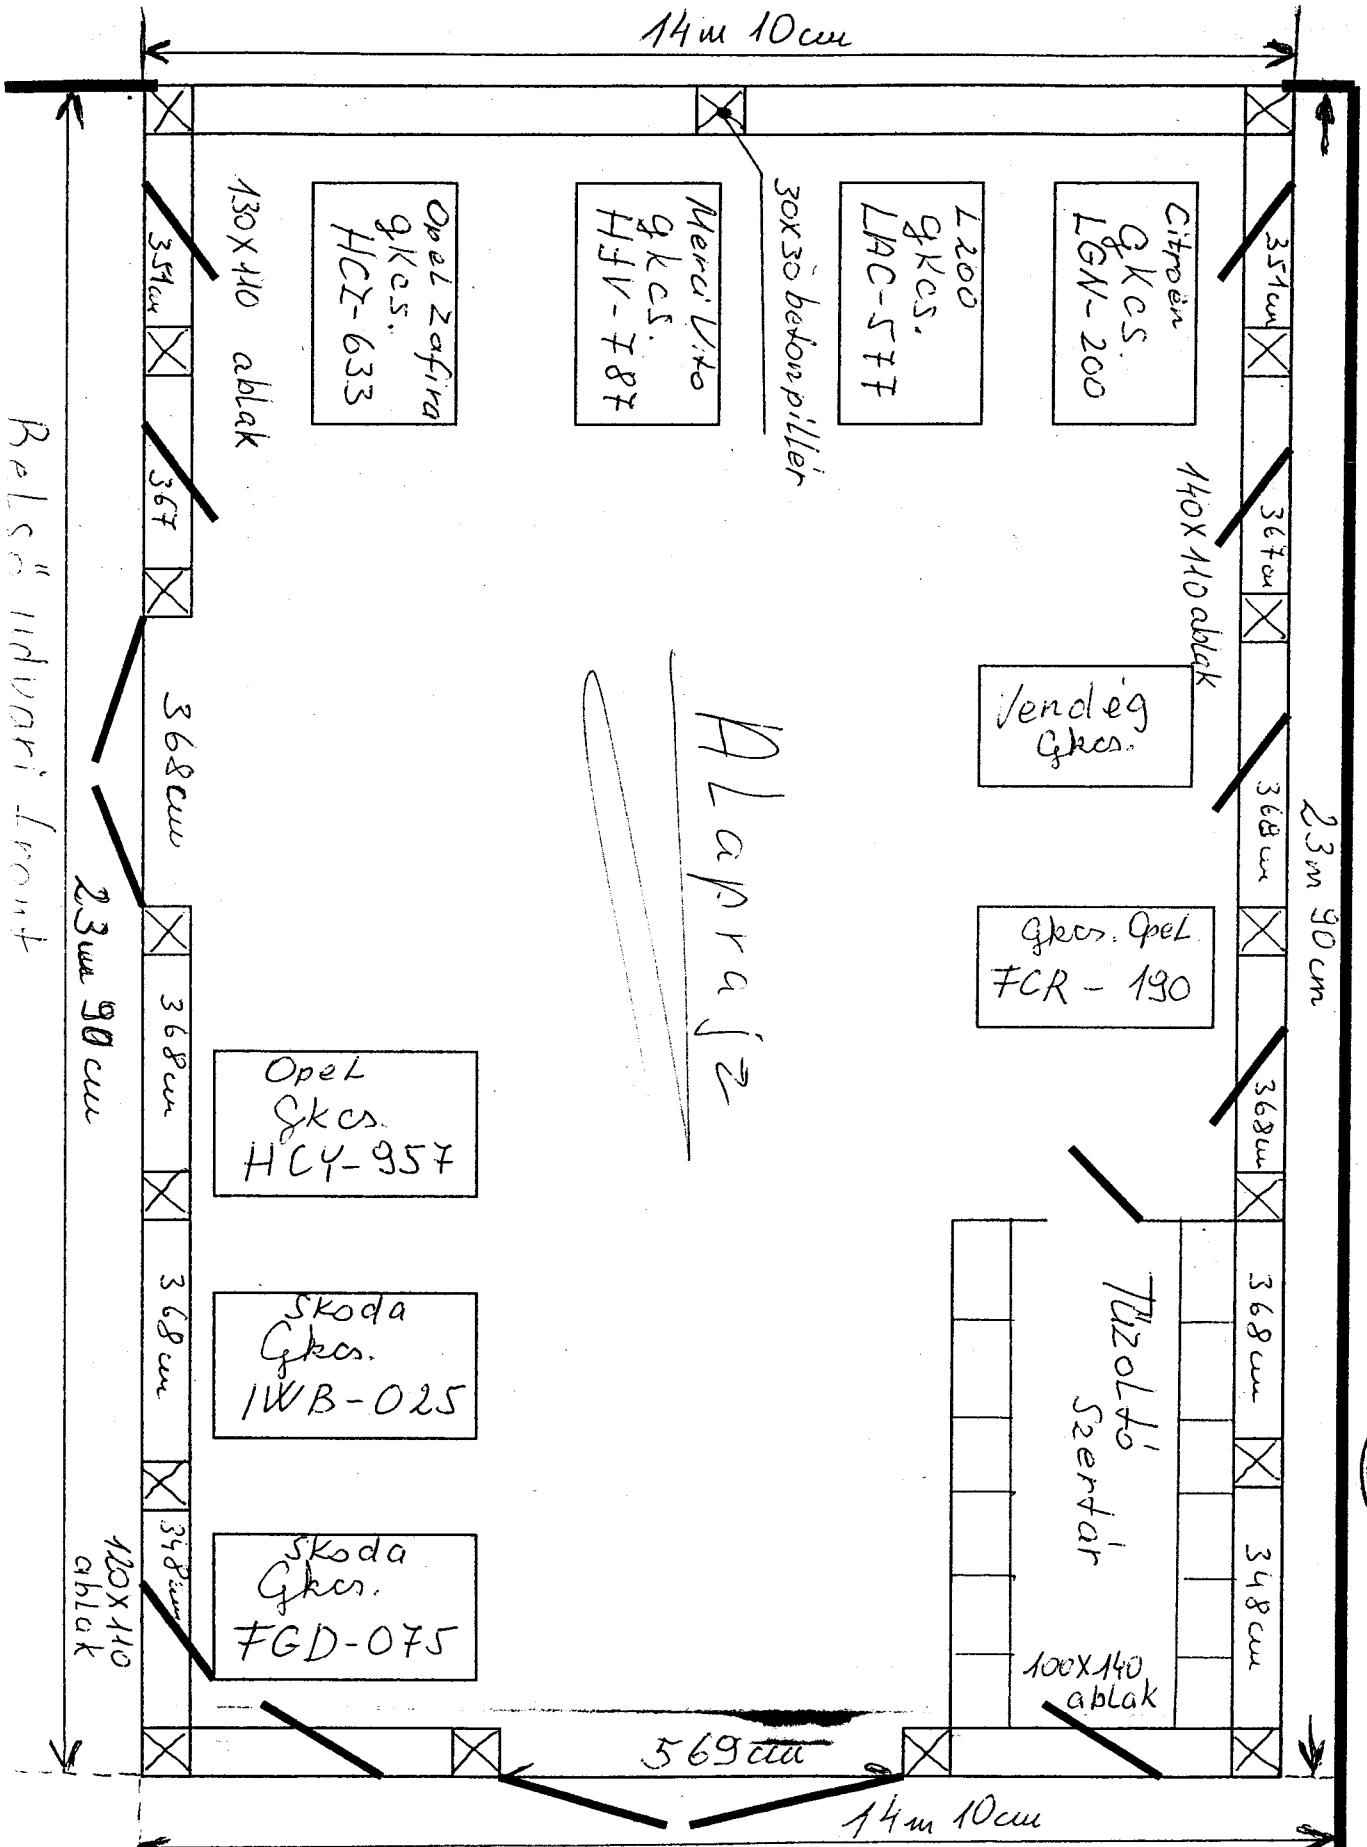 14m 10cm
Citroën
GKCS.
LGN-200
L200
gKcs.
LAC-577
30x30 betonpillér
Merci Vito
gkcs.
HJV-787
Opel Zafira
gKcs.
HCZ-633
130x110 ablak
351cm
351cm
367
367cm
140x110 ablak
Vendég
Gkcs.
368cm
368cm
23m 90cm
Belső udvari front
23m 90cm
Alaprajz
Gkcs. Opel
FCR - 190
368cm
368cm
Opel
Gkcs.
HCY-957
Skoda
Gkcs.
IWB-025
368cm
368cm
Tűzoltó
Szertár
Skoda
Gkcs.
FGD-075
348cm
348cm
120x110
ablak
100x140
ablak
569cm
14m 10cm